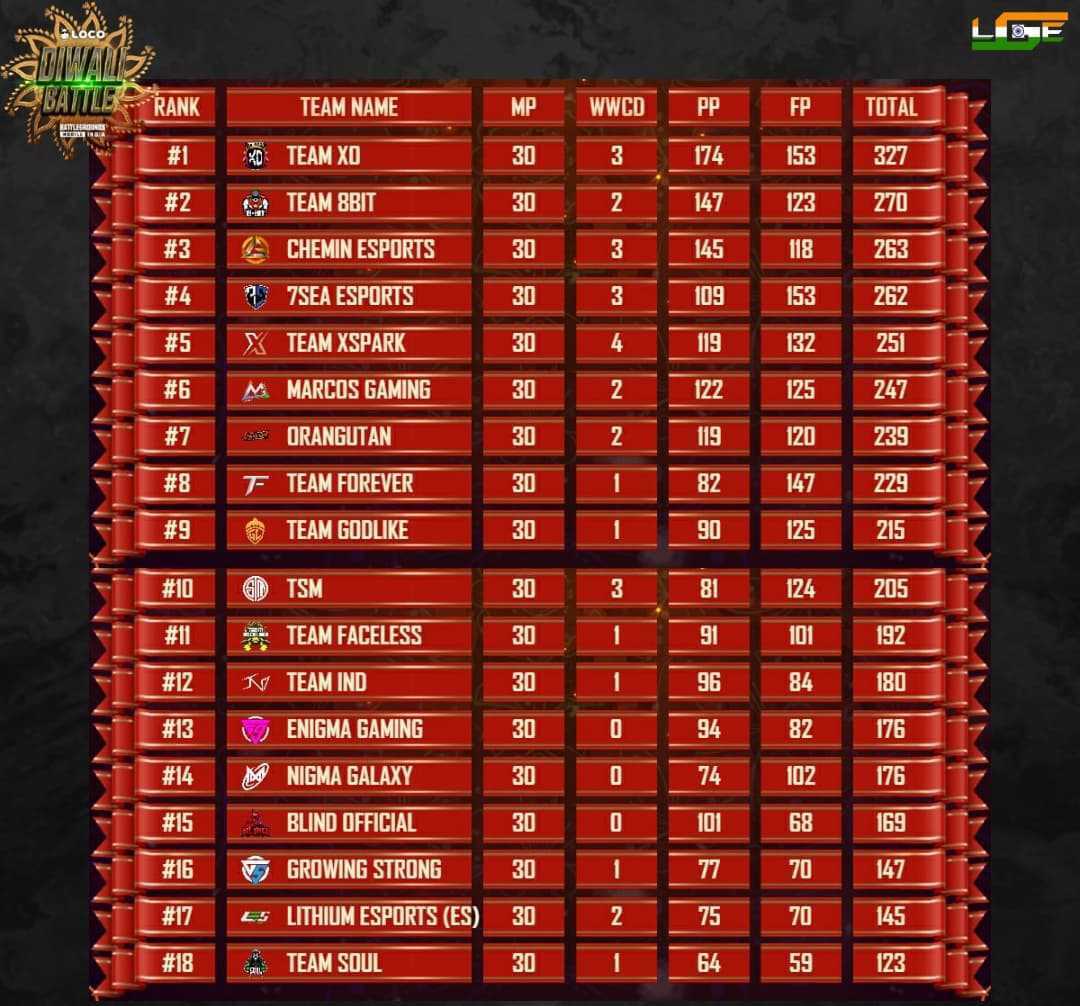 LOCO
DIWALI
BATTLE
BATTLEGROUNDS
MOBILE INDIA
LGE
RANK TEAM NAME MP WWCD PP FP TOTAL
#1 TEAM XO 30 3 174 153 327
#2 TEAM 8BIT 30 2 147 123 270
#3 CHEMIN ESPORTS 30 3 145 118 263
#4 7SEA ESPORTS 30 3 109 153 262
#5 TEAM XSPARK 30 4 119 132 251
#6 MARCOS GAMING 30 2 122 125 247
#7 ORANGUTAN 30 2 119 120 239
#8 TEAM FOREVER 30 1 82 147 229
#9 TEAM GODLIKE 30 1 90 125 215
#10 TSM 30 3 81 124 205
#11 TEAM FACELESS 30 1 91 101 192
#12 TEAM IND 30 1 96 84 180
#13 ENIGMA GAMING 30 0 94 82 176
#14 NIGMA GALAXY 30 0 74 102 176
#15 BLIND OFFICIAL 30 0 101 68 169
#16 GROWING STRONG 30 1 77 70 147
#17 LITHIUM ESPORTS (ES) 30 2 75 70 145
#18 TEAM SOUL 30 1 64 59 123